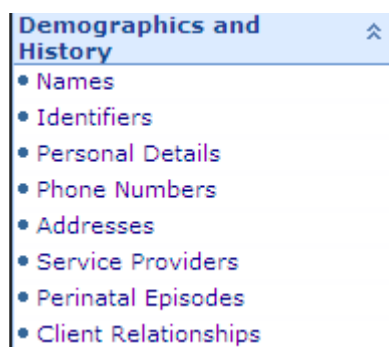 Demographics and
History
• Names
• Identifiers
• Personal Details
• Phone Numbers
• Addresses
• Service Providers
• Perinatal Episodes
• Client Relationships